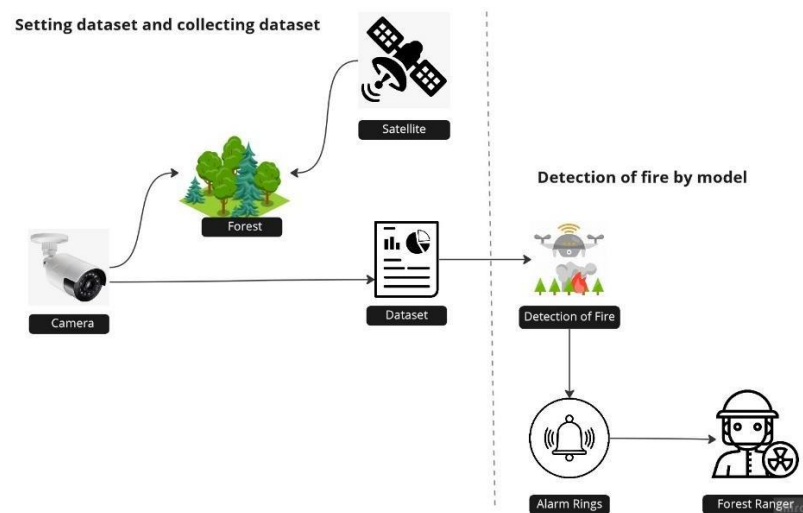 Setting dataset and collecting dataset
Satellite
Forest
Detection of fire by model
Camera
Dataset
Detection of Fire
Alarm Rings
Forest Ranger